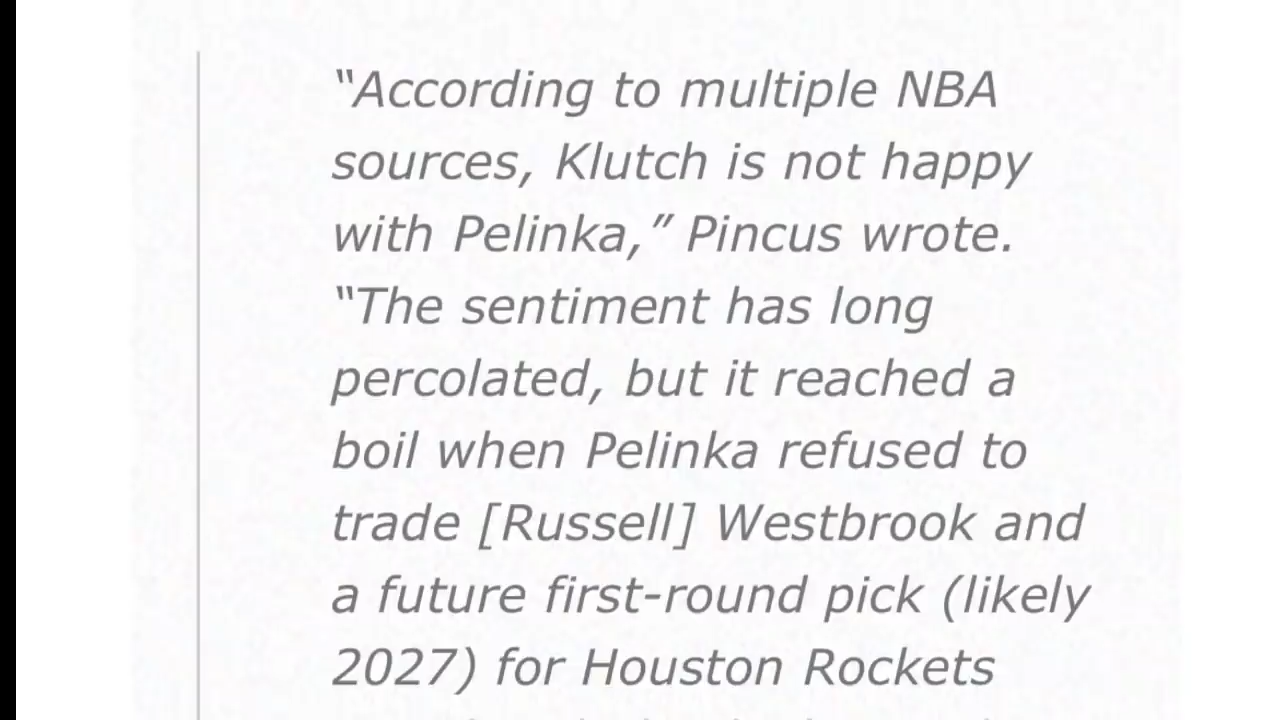 “According to multiple NBA
sources, Klutch is not happy
with Pelinka,” Pincus wrote.
“The sentiment has long
percolated, but it reached a
boil when Pelinka refused to
trade [Russell] Westbrook and
a future first-round pick (likely
2027) for Houston Rockets